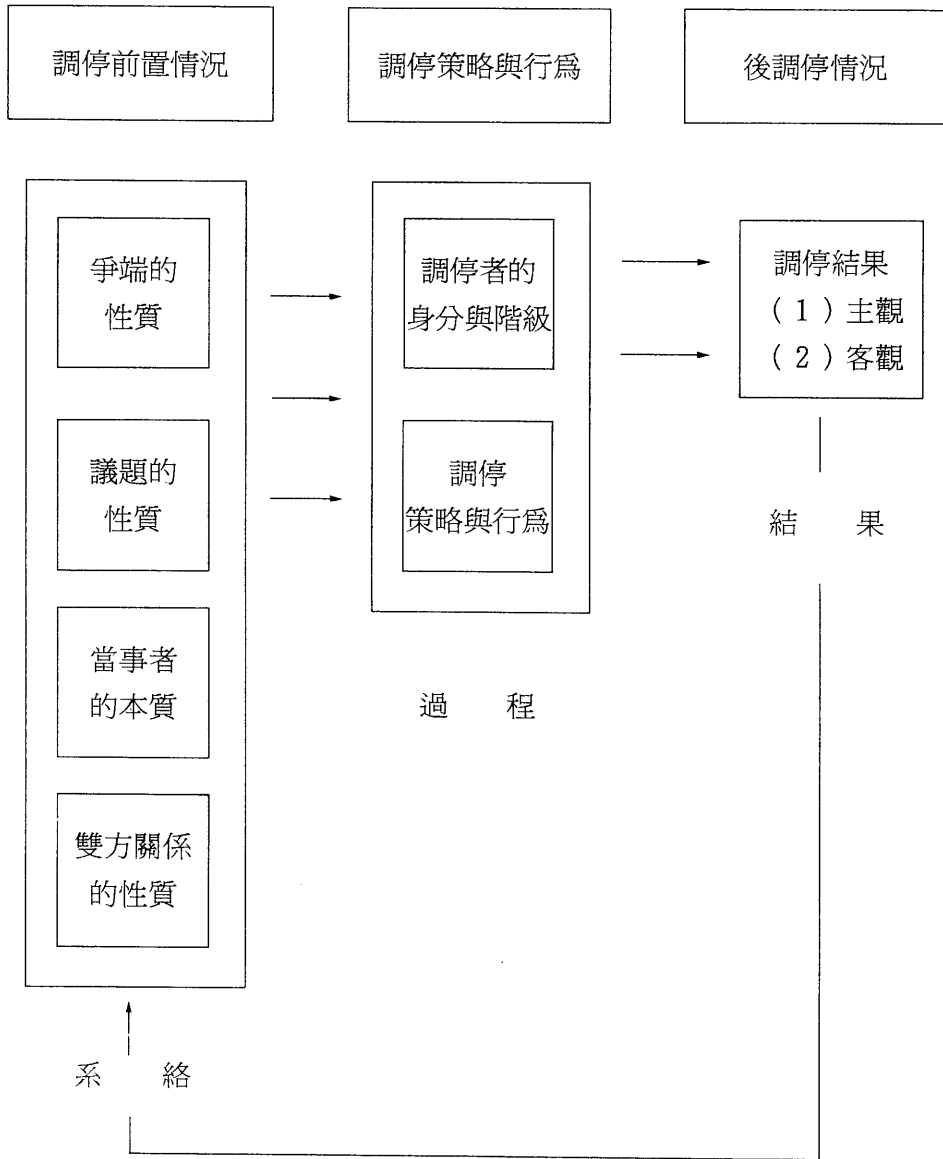 調停前置情況
調停策略與行爲
後調停情況
爭端的
性質
議題的
性質
當事者
的本質
雙方關係
的性質
系 絡
調停者的
身分與階級
調停
策略與行爲
過 程
調停結果
(1)主觀
(2)客觀
結 果